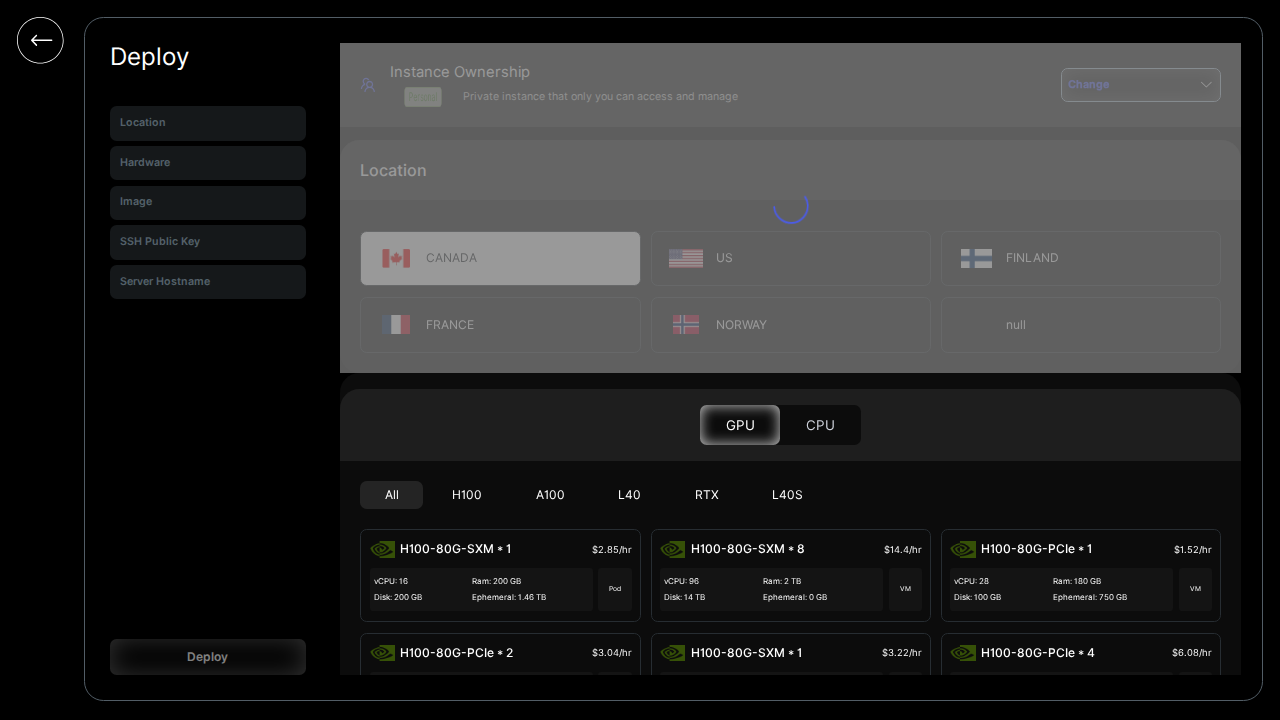 Deploy
Location
Hardware
Image
SSH Public Key
Server Hostname
Deploy
Instance Ownership
Private
Private instance that only you can access and manage
Change
Location
CANADA
US
FINLAND
FRANCE
NORWAY
null
GPU
CPU
All
H100
A100
L40
RTX
L40S
H100-80G-SXM * 1
$2.85/hr
vCPU: 16
Ram: 200 GB
Disk: 200 GB
Ephemeral: 1.46 TB
Pod
H100-80G-SXM * 8
$14.4/hr
vCPU: 96
Ram: 2 TB
Disk: 14 TB
Ephemeral: 0 GB
VM
H100-80G-PCIe * 1
$1.52/hr
vCPU: 28
Ram: 180 GB
Disk: 100 GB
Ephemeral: 750 GB
VM
H100-80G-PCIe * 2
$3.04/hr
H100-80G-SXM * 1
$3.22/hr
H100-80G-PCIe * 4
$6.08/hr